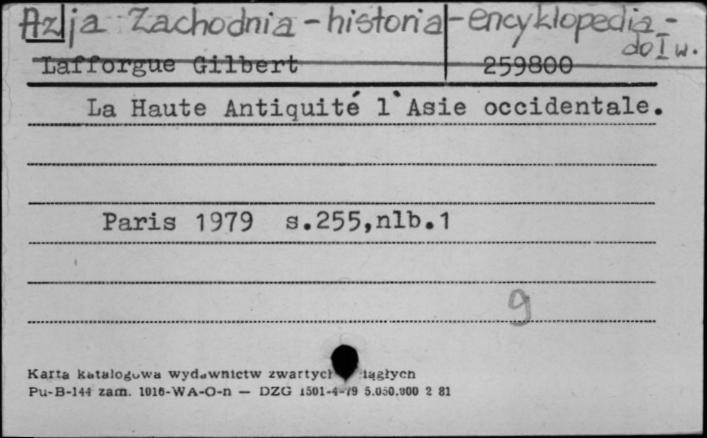 Azja Zachodnia - historia - encyklopedia -
do I w.
Lafforgue Gilbert 259800
La Haute Antiquité l`Asie occidentale.
Paris 1979 s.255,nlb.1
9
Karta katalogowa wydawnictw zwartych iągłych
Pu-B-144 zam. 1016-WA-O-n — DZG 1501-4-79 5.050.000 2 81